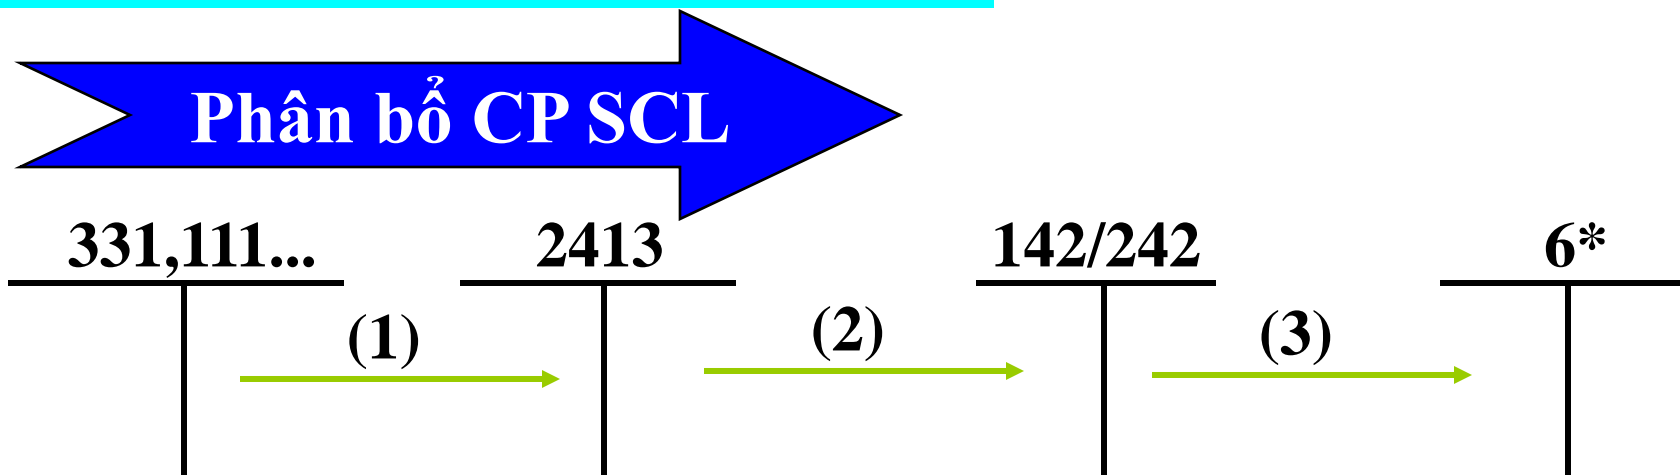 Phân bổ CP SCL
331,111... 2413 142/242 6*
(1) (2) (3)